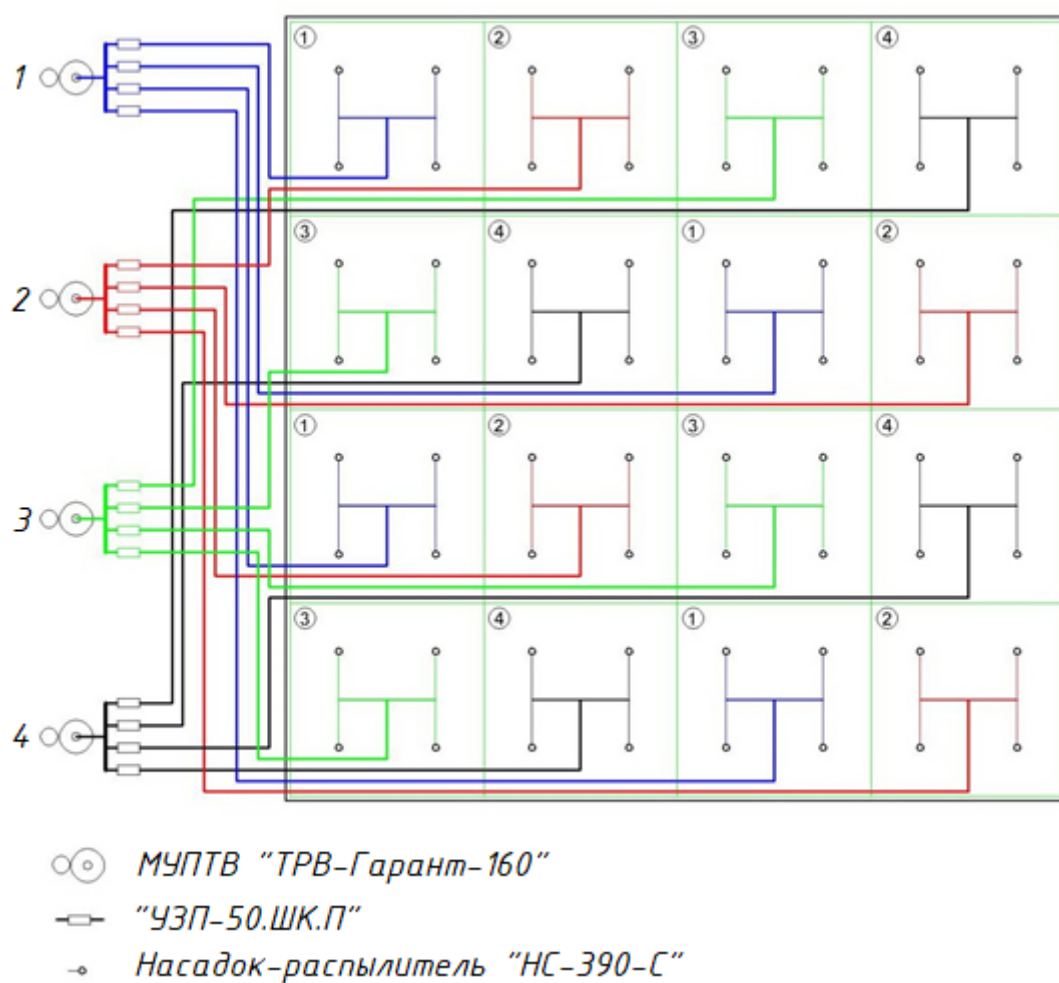 ① ② ③ ④
1
③ ④ ① ②
2
① ② ③ ④
3
③ ④ ① ②
4
МУПТВ "ТРВ-Гарант-160"
"УЗП-50.ШК.П"
Насадок-распылитель "НС-390-С"